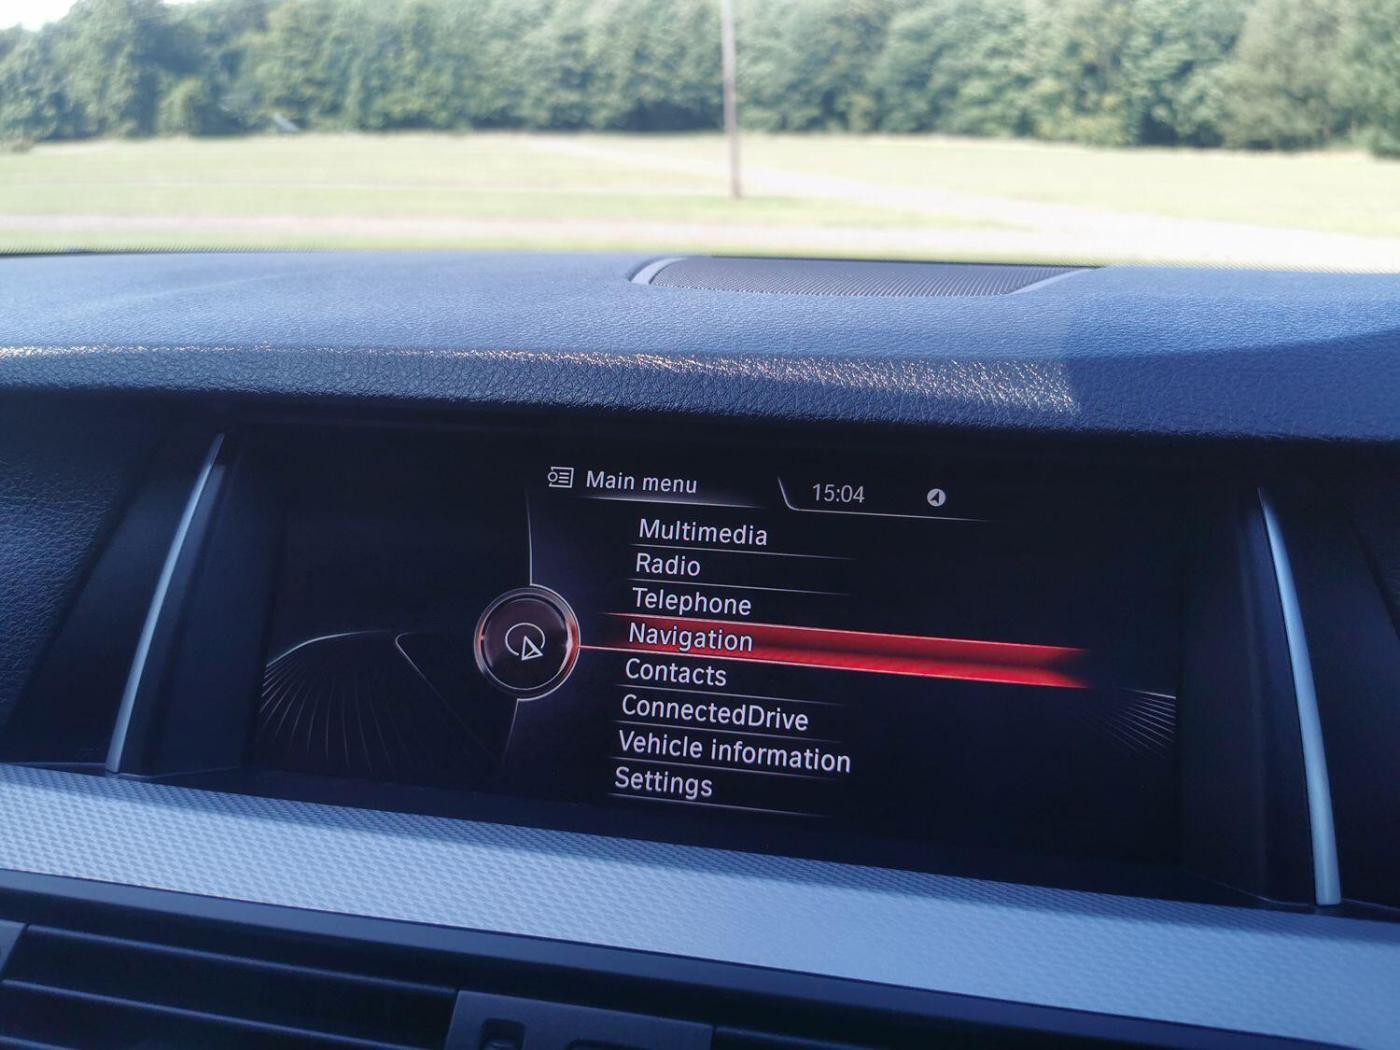 Main menu
15:04
Multimedia
Radio
Telephone
Navigation
Contacts
ConnectedDrive
Vehicle information
Settings